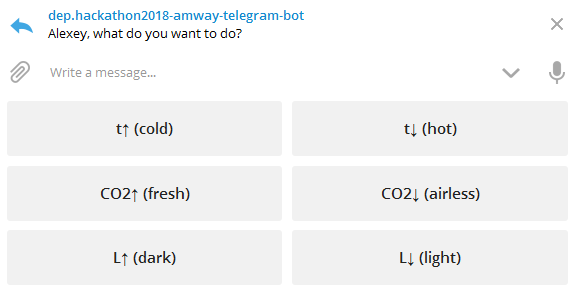 dep.hackathon2018-amway-telegram-bot
Alexey, what do you want to do?
Write a message...
t↑ (cold)
t↓ (hot)
CO2↑ (fresh)
CO2↓ (airless)
L↑ (dark)
L↓ (light)